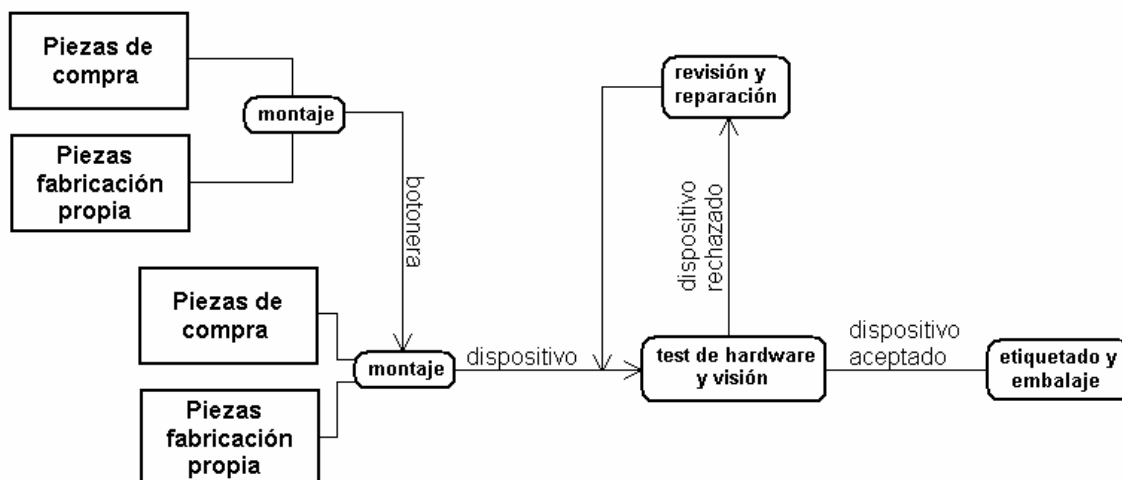 Piezas de
compra
montaje
Piezas
fabricación
propia
botonera
revisión y
reparación
dispositivo
rechazado
Piezas de
compra
montaje
Piezas
fabricación
propia
dispositivo
test de hardware
y visión
dispositivo
aceptado
etiquetado y
embalaje